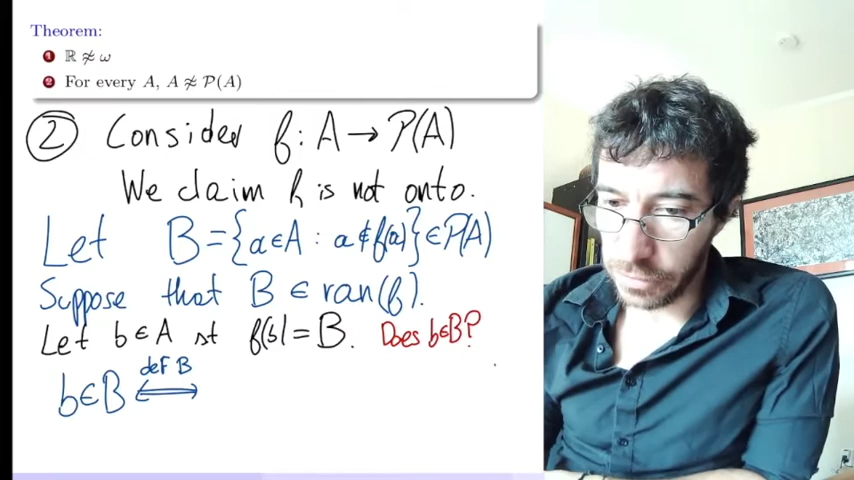 Theorem:
1 ℝ ≉ ω
2 For every A, A ≉ 𝒫(A)
② Consider f : A → P(A)
We claim f is not onto.
Let B = {a ∈ A : a ∉ f(a)} ∈ P(A)
Suppose that B ∈ ran(f).
Let b ∈ A st f(b) = B. Does b ∈ B?
def B
b ∈ B ⟺